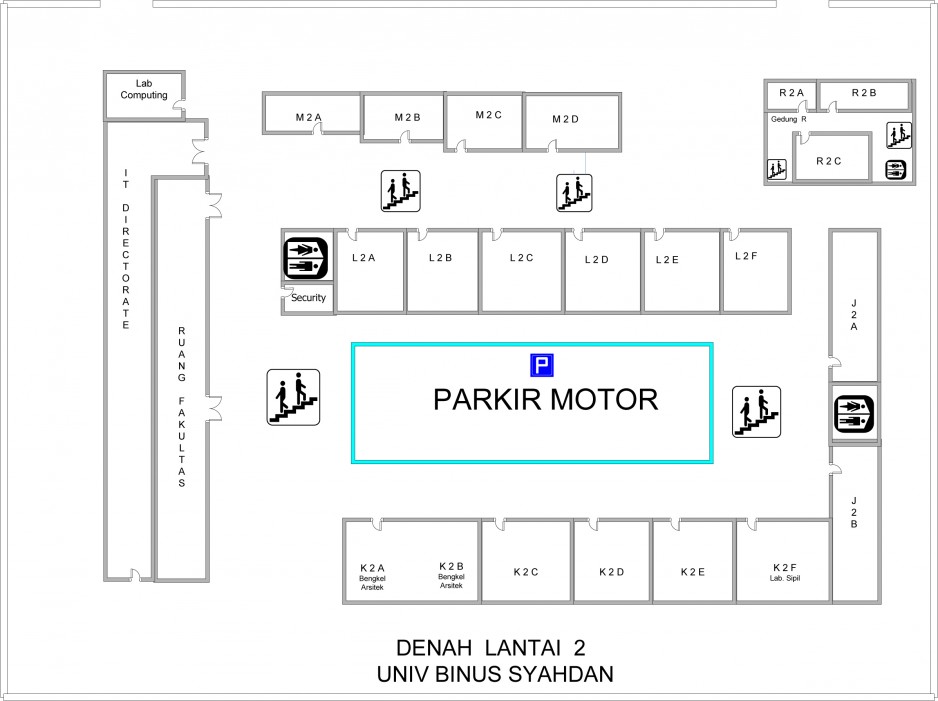 Lab
Computing
M 2 A
M 2 B
M 2 C
M 2 D
R 2 A
R 2 B
Gedung R
R 2 C
IT DIRECTORATE
RUANG FAKULTAS
L 2 A
L 2 B
L 2 C
L 2 D
L 2 E
L 2 F
Security
J 2 A
P
PARKIR MOTOR
J 2 B
K 2 A
Bengkel
Arsitek
K 2 B
Bengkel
Arsitek
K 2 C
K 2 D
K 2 E
K 2 F
Lab. Sipil
DENAH LANTAI 2
UNIV BINUS SYAHDAN